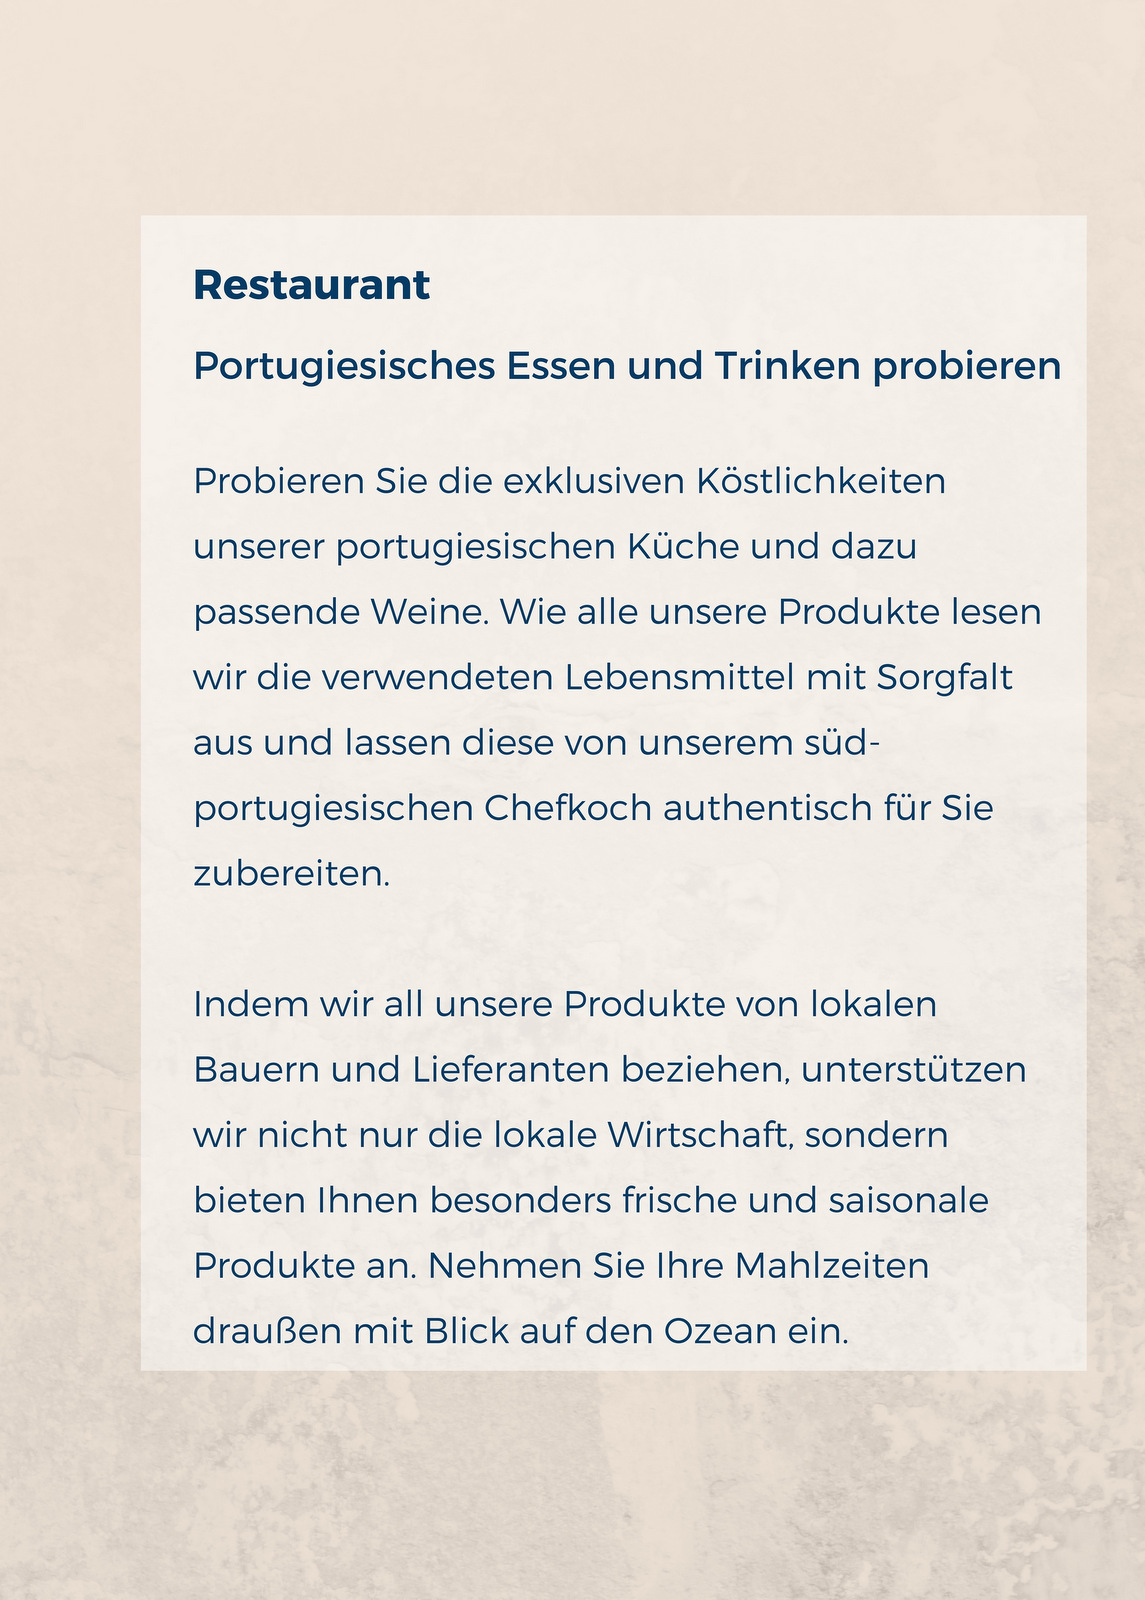 Restaurant
Portugiesisches Essen und Trinken probieren
Probieren Sie die exklusiven Köstlichkeiten
unserer portugiesischen Küche und dazu
passende Weine. Wie alle unsere Produkte lesen
wir die verwendeten Lebensmittel mit Sorgfalt
aus und lassen diese von unserem süd-
portugiesischen Chefkoch authentisch für Sie
zubereiten.
Indem wir all unsere Produkte von lokalen
Bauern und Lieferanten beziehen, unterstützen
wir nicht nur die lokale Wirtschaft, sondern
bieten Ihnen besonders frische und saisonale
Produkte an. Nehmen Sie Ihre Mahlzeiten
draußen mit Blick auf den Ozean ein.